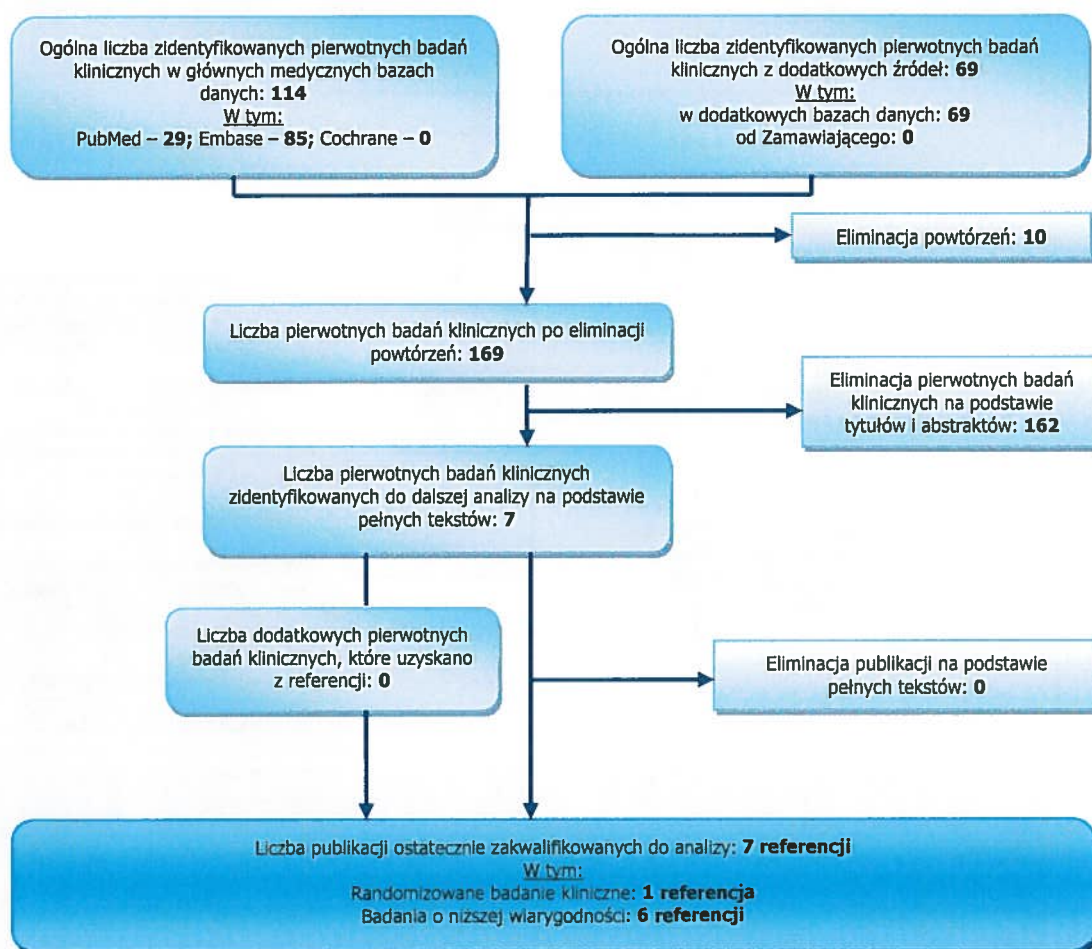 Ogólna liczba zidentyfikowanych pierwotnych badań
klinicznych w głównych medycznych bazach
danych: 114
W tym:
PubMed – 29; Embase – 85; Cochrane – 0
Ogólna liczba zidentyfikowanych pierwotnych badań
klinicznych z dodatkowych źródeł: 69
W tym:
w dodatkowych bazach danych: 69
od Zamawiającego: 0
Eliminacja powtórzeń: 10
Liczba pierwotnych badań klinicznych po eliminacji
powtórzeń: 169
Eliminacja pierwotnych badań
klinicznych na podstawie
tytułów i abstraktów: 162
Liczba pierwotnych badań klinicznych
zidentyfikowanych do dalszej analizy na podstawie
pełnych tekstów: 7
Liczba dodatkowych pierwotnych
badań klinicznych, które uzyskano
z referencji: 0
Eliminacja publikacji na podstawie
pełnych tekstów: 0
Liczba publikacji ostatecznie zakwalifikowanych do analizy: 7 referencji
W tym:
Randomizowane badanie kliniczne: 1 referencja
Badania o niższej wiarygodności: 6 referencji